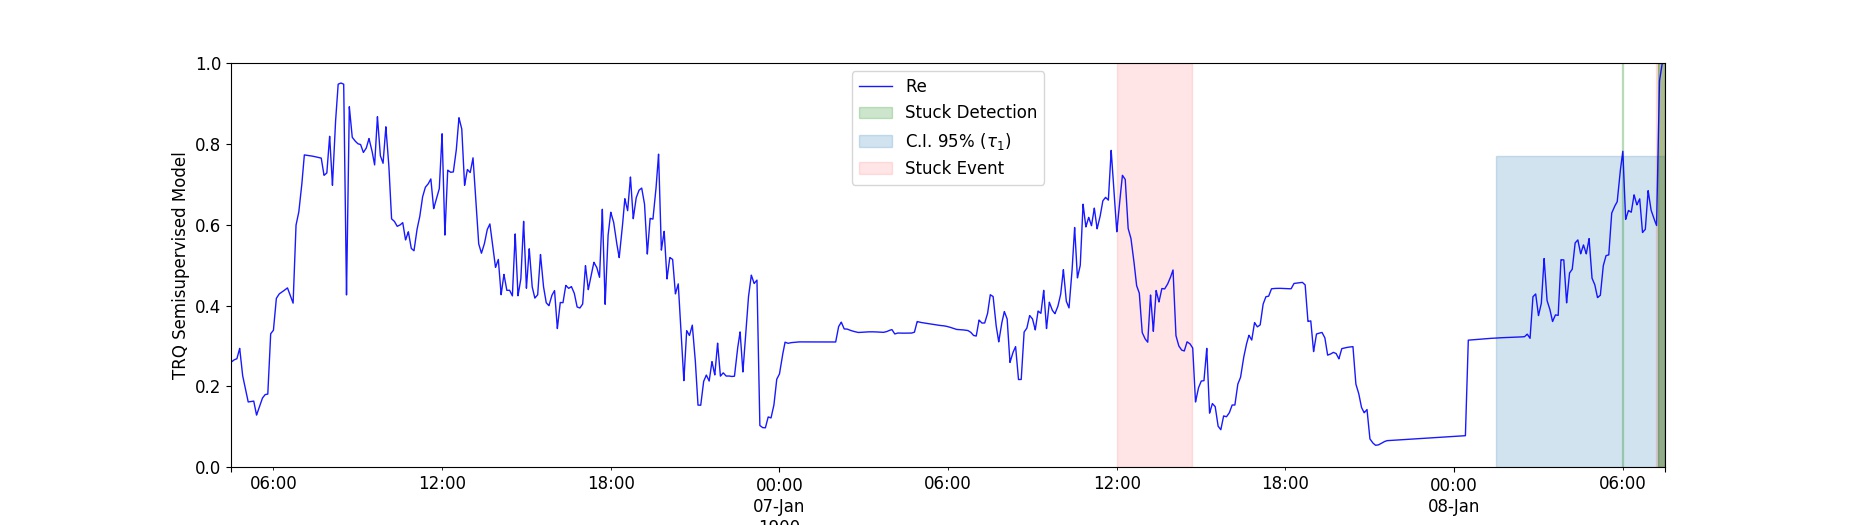 1.0
0.8
0.6
0.4
0.2
0.0
TRQ Semisupervised Model
Re
Stuck Detection
C.I. 95% (τ₁)
Stuck Event
06:00 12:00 18:00 00:00 06:00 12:00 18:00 00:00 06:00
07-Jan 08-Jan